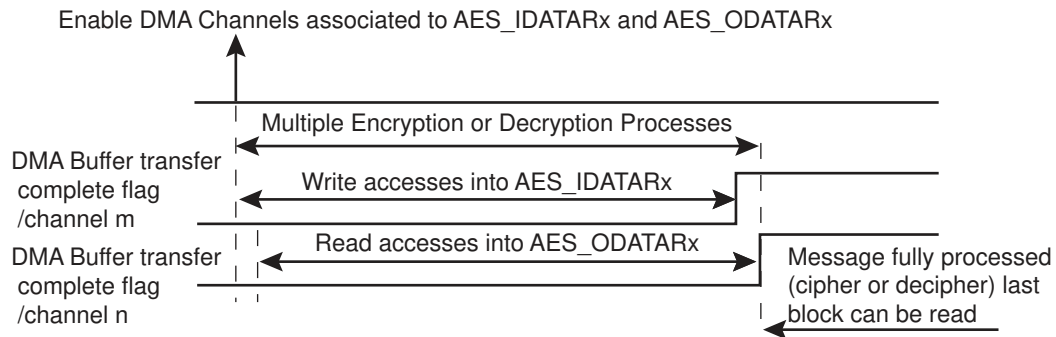 Enable DMA Channels associated to AES_IDATARx and AES_ODATARx
Multiple Encryption or Decryption Processes
DMA Buffer transfer
complete flag
/channel m
Write accesses into AES_IDATARx
DMA Buffer transfer
complete flag
/channel n
Read accesses into AES_ODATARx
Message fully processed
(cipher or decipher) last
block can be read